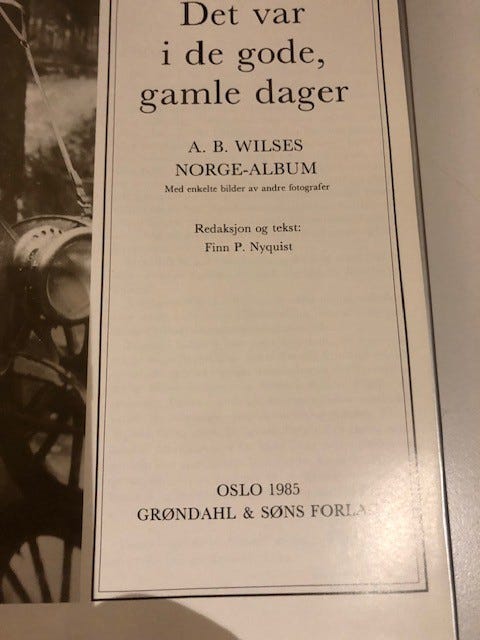 Det var
i de gode,
gamle dager
A. B. WILSES
NORGE-ALBUM
Med enkelte bilder av andre fotografer
Redaksjon og tekst:
Finn P. Nyquist
OSLO 1985
GRØNDAHL & SØNS